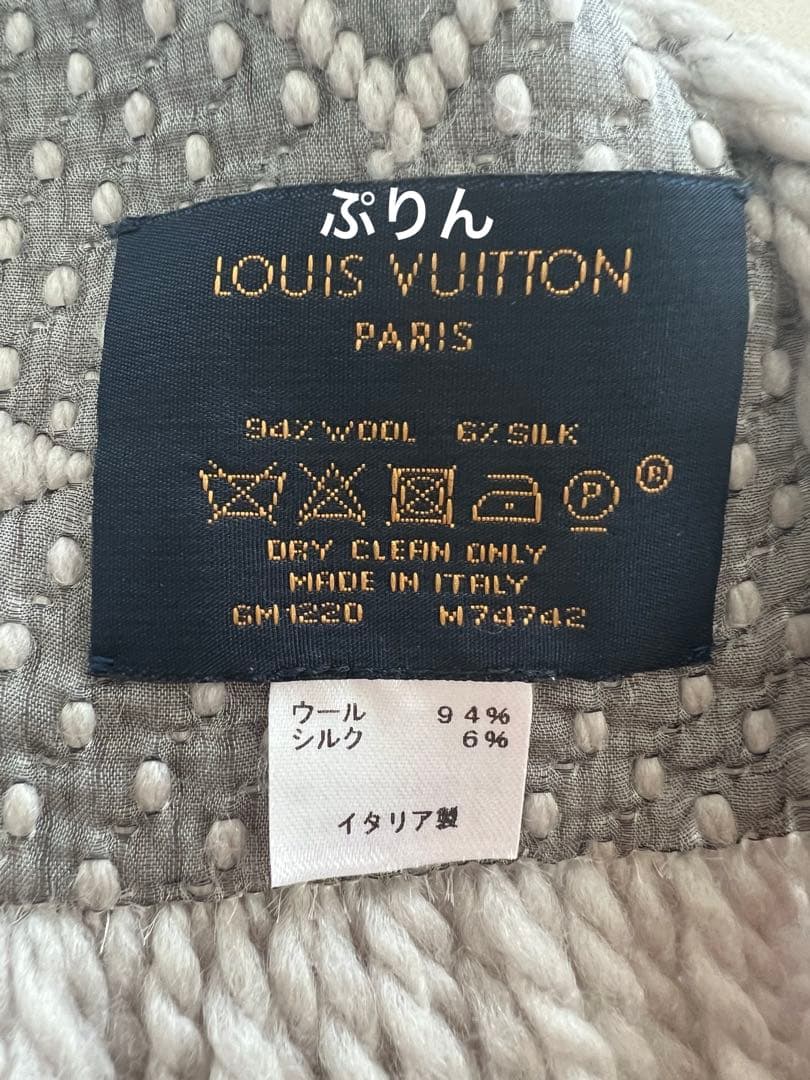 ぷりん
LOUIS VUITTON
PARIS
94% WOOL 6% SILK
P ®
DRY CLEAN ONLY
MADE IN ITALY
GM1220 M74742
ウール 94%
シルク 6%
イタリア製